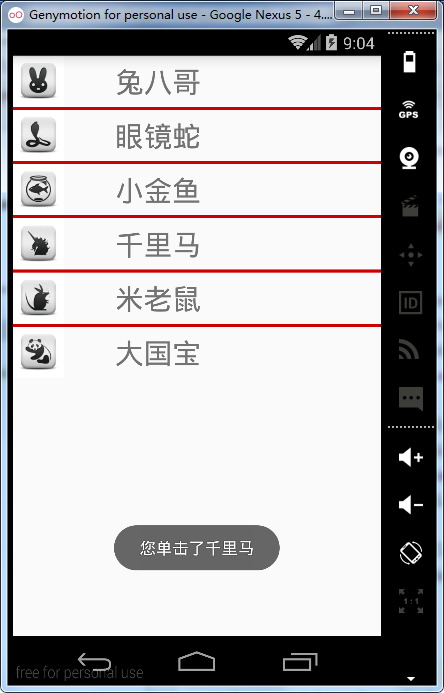 Genymotion for personal use - Google Nexus 5 - 4....
9:04
兔八哥
眼镜蛇
小金鱼
千里马
米老鼠
大国宝
您单击了千里马
GPS
ID
1:1
free for personal use